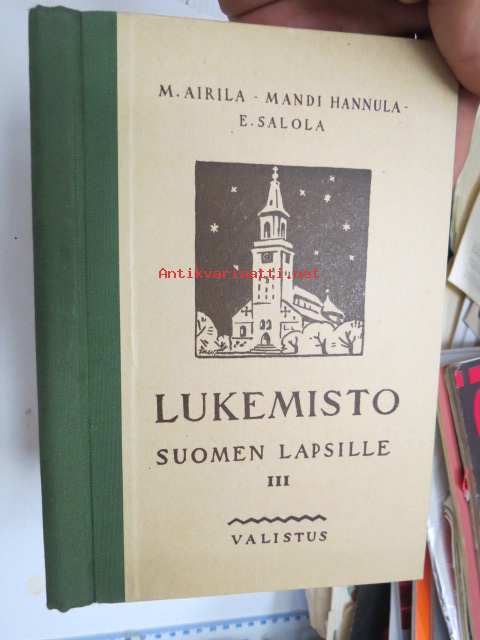 M. AIRILA - MANDI HANNULA -
E. SALOLA
Antikvariaatti.net
LUKEMISTO
SUOMEN LAPSILLE
III
VALISTUS